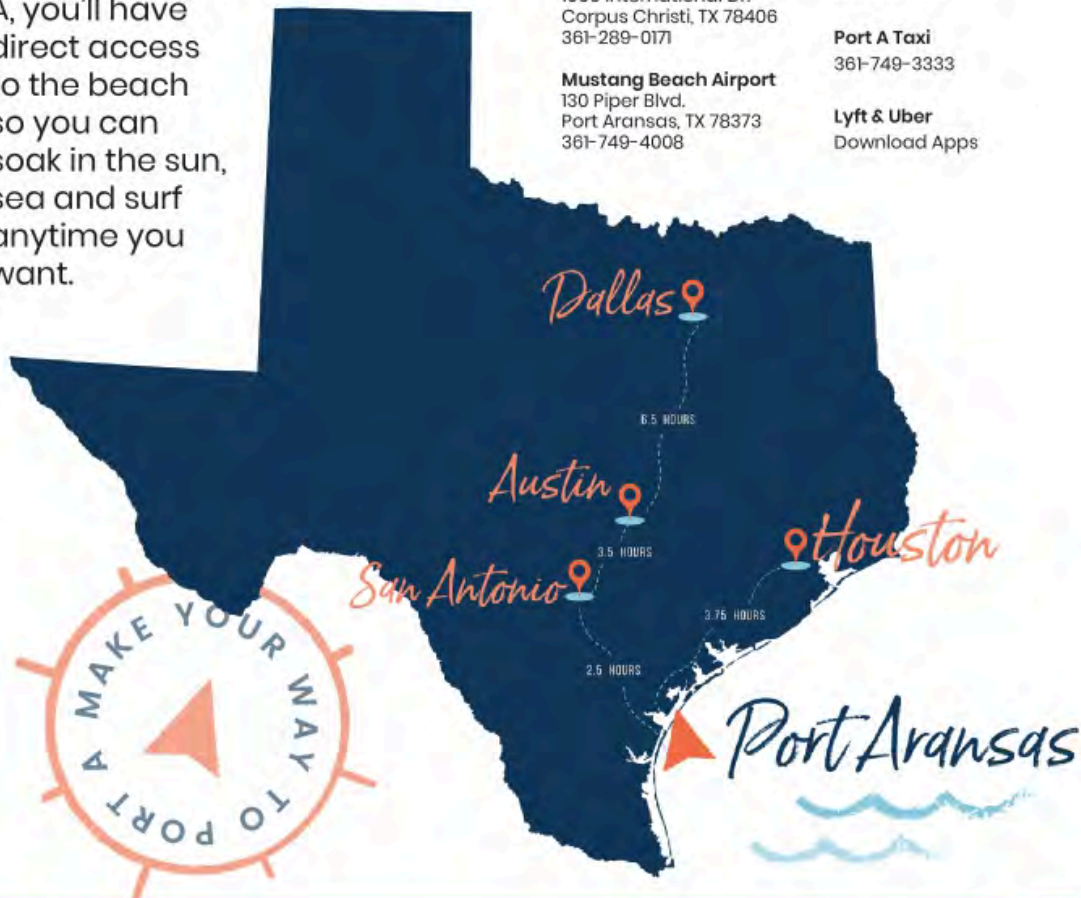 A, you'll have
direct access
to the beach
so you can
soak in the sun,
sea and surf
anytime you
want.
Corpus Christi, TX 78406
361-289-0171
Mustang Beach Airport
130 Piper Blvd.
Port Aransas, TX 78373
361-749-4008
Port A Taxi
361-749-3333
Lyft & Uber
Download Apps
Dallas
6.5 HOURS
Austin
3.5 HOURS
San Antonio
2.5 HOURS
Houston
3.75 HOURS
Port Aransas
MAKE YOUR WAY TO PORT A